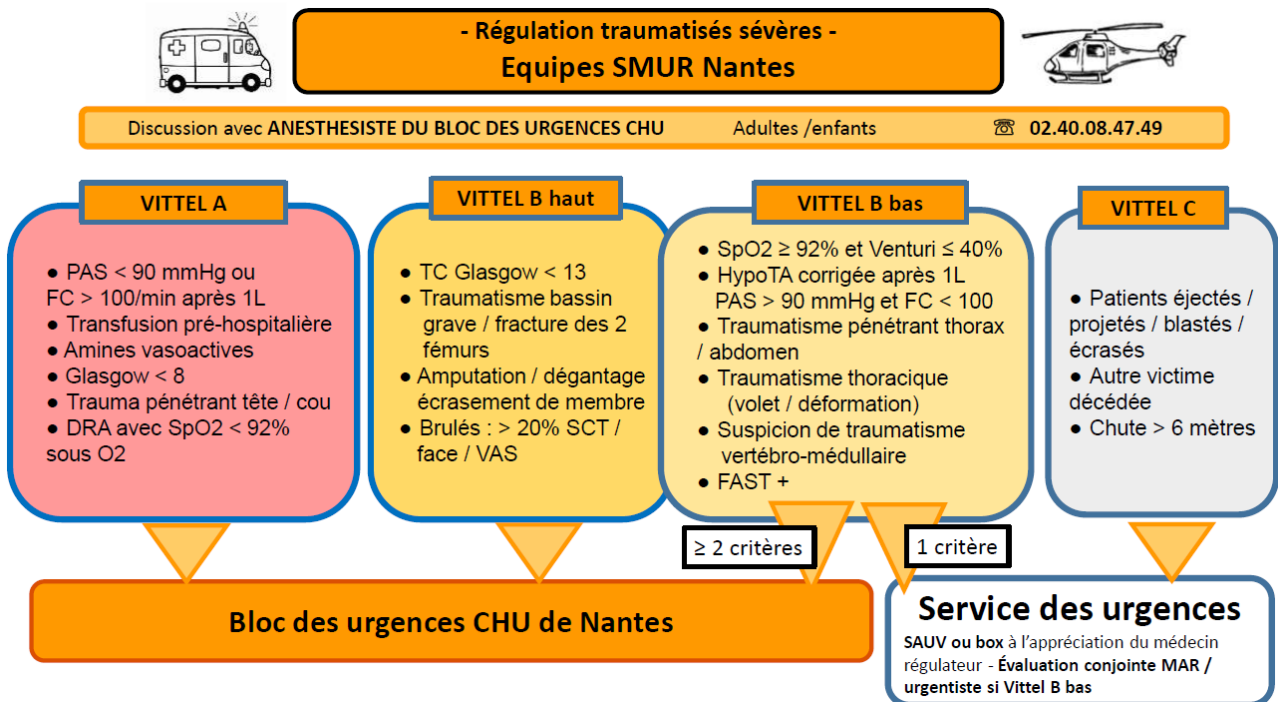 - Régulation traumatisés sévères -
Equipes SMUR Nantes
Discussion avec ANESTHESISTE DU BLOC DES URGENCES CHU Adultes /enfants ☏ 02.40.08.47.49
VITTEL A
● PAS < 90 mmHg ou
FC > 100/min après 1L
● Transfusion pré-hospitalière
● Amines vasoactives
● Glasgow < 8
● Trauma pénétrant tête / cou
● DRA avec SpO2 < 92%
sous O2
VITTEL B haut
● TC Glasgow < 13
● Traumatisme bassin
grave / fracture des 2
fémurs
● Amputation / dégantage
écrasement de membre
● Brulés : > 20% SCT /
face / VAS
VITTEL B bas
● SpO2 ≥ 92% et Venturi ≤ 40%
● HypoTA corrigée après 1L
PAS > 90 mmHg et FC < 100
● Traumatisme pénétrant thorax
/ abdomen
● Traumatisme thoracique
(volet / déformation)
● Suspicion de traumatisme
vertébro-médullaire
● FAST +
VITTEL C
● Patients éjectés /
projetés / blastés /
écrasés
● Autre victime
décédée
● Chute > 6 mètres
≥ 2 critères
1 critère
Bloc des urgences CHU de Nantes
Service des urgences
SAUV ou box à l’appréciation du médecin
régulateur - Évaluation conjointe MAR /
urgentiste si Vittel B bas